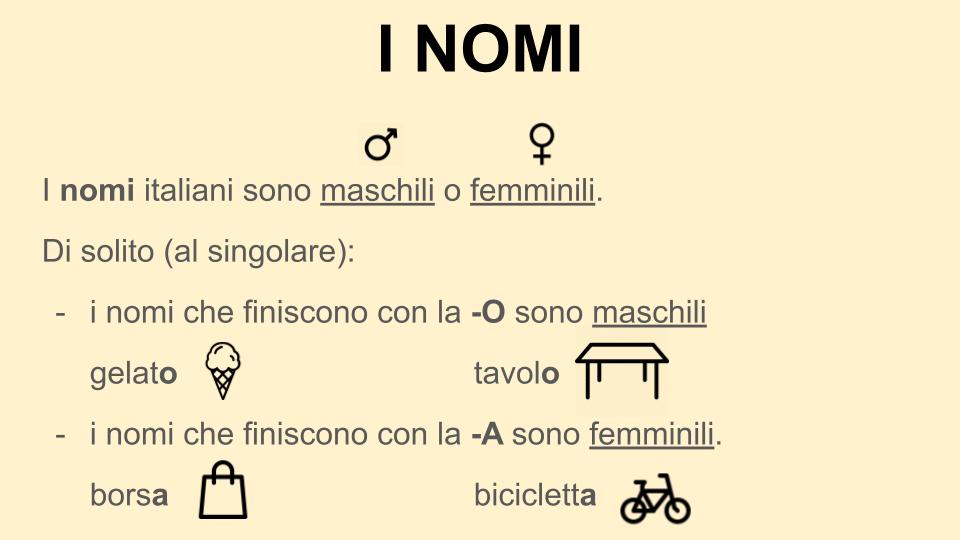 I NOMI
I nomi italiani sono maschili o femminili.
Di solito (al singolare):
- i nomi che finiscono con la -O sono maschili
gelato tavolo
- i nomi che finiscono con la -A sono femminili.
borsa bicicletta